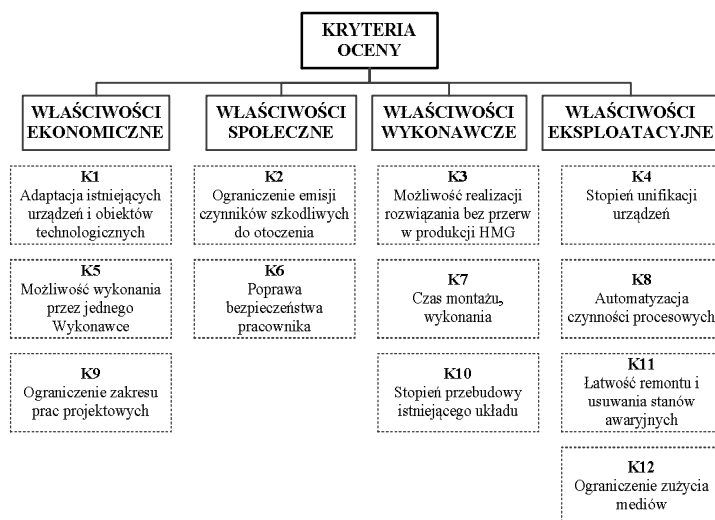 KRYTERIA
OCENY
WŁAŚCIWOŚCI
EKONOMICZNE
WŁAŚCIWOŚCI
SPOŁECZNE
WŁAŚCIWOŚCI
WYKONAWCZE
WŁAŚCIWOŚCI
EKSPLOATACYJNE
K1
Adaptacja istniejących
urządzeń i obiektów
technologicznych
K2
Ograniczenie emisji
czynników szkodliwych
do otoczenia
K3
Możliwość realizacji
rozwiązania bez przerw
w produkcji HMG
K4
Stopień unifikacji
urządzeń
K5
Możliwość wykonania
przez jednego
Wykonawce
K6
Poprawa
bezpieczeństwa
pracownika
K7
Czas montażu,
wykonania
K8
Automatyzacja
czynności procesowych
K9
Ograniczenie zakresu
prac projektowych
K10
Stopień przebudowy
istniejącego układu
K11
Łatwość remontu i
usuwania stanów
awaryjnych
K12
Ograniczenie zużycia
mediów